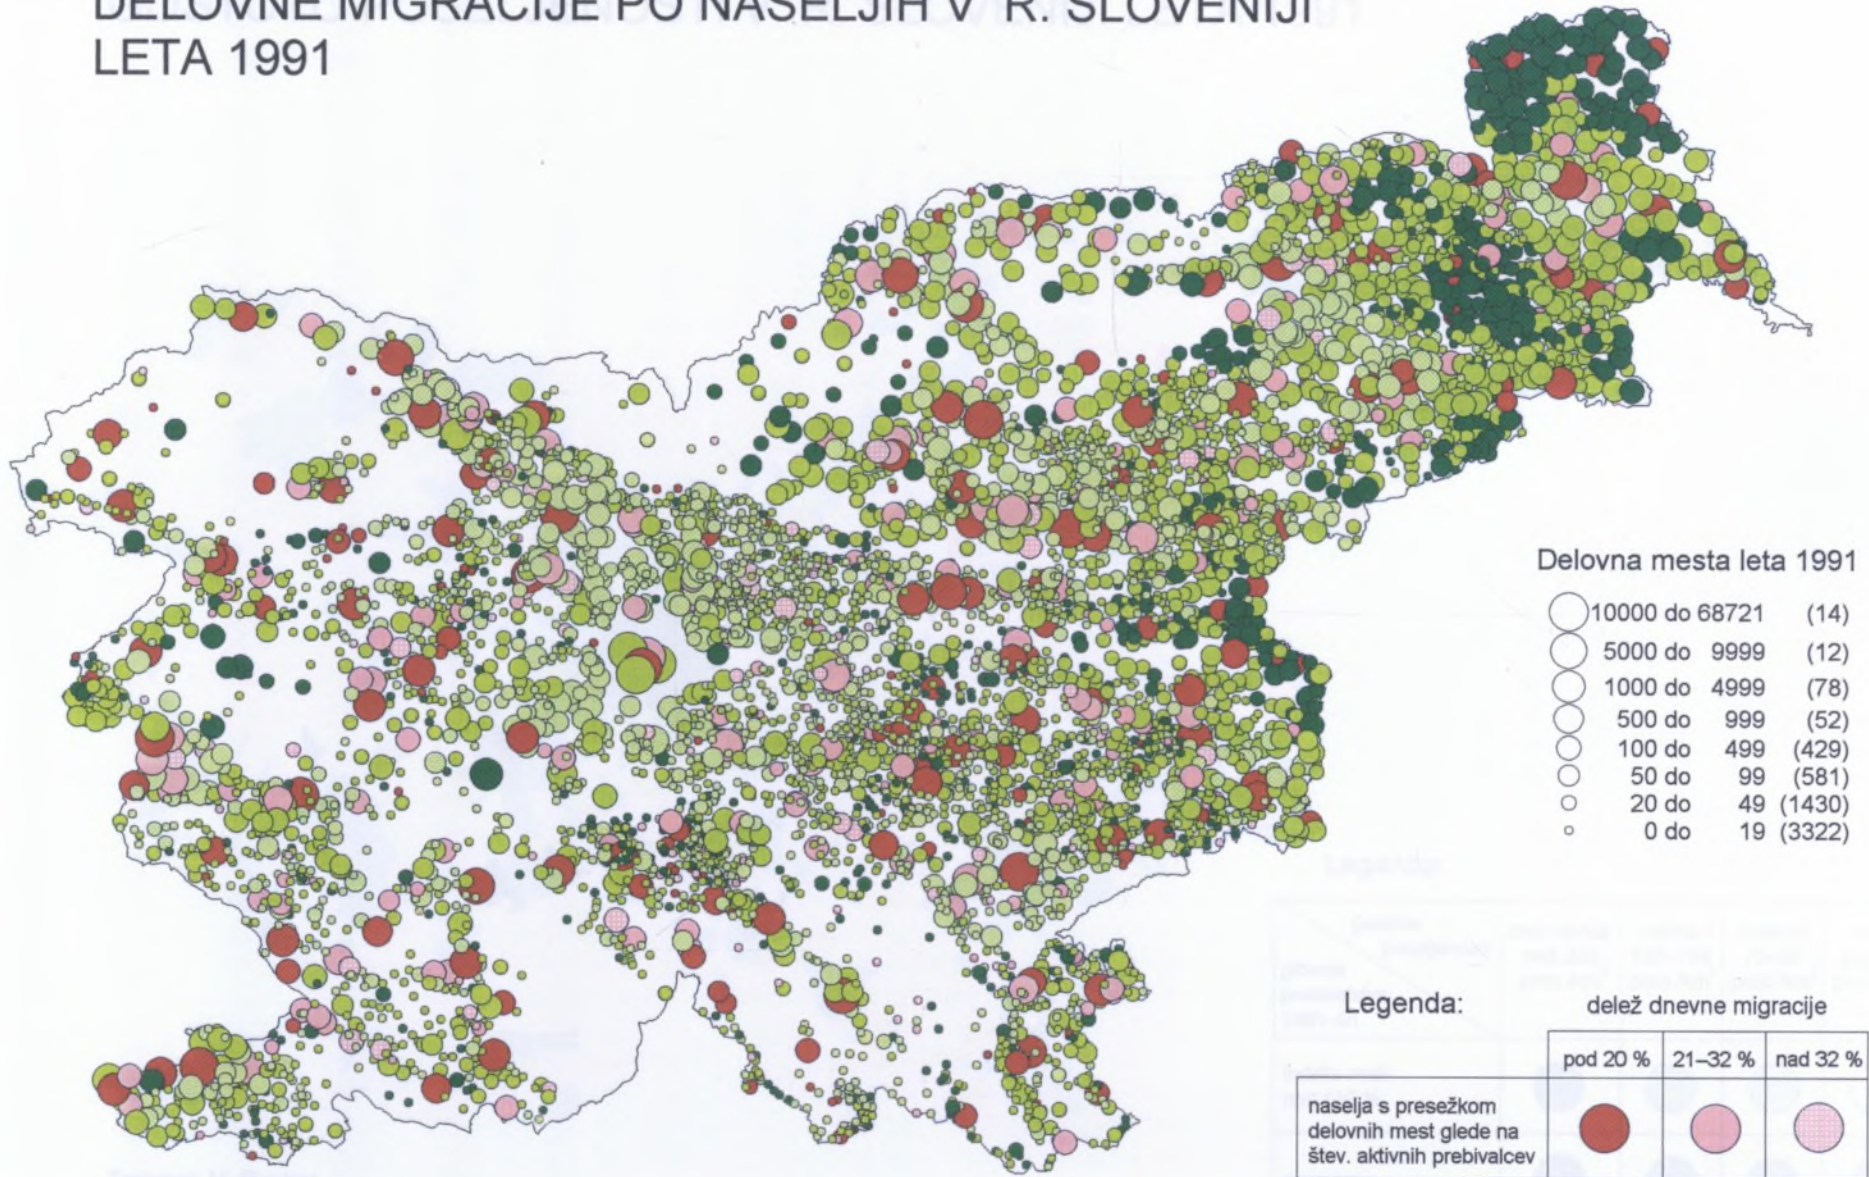 DELOVNE MIGRACIJE PO NASELJIH V R. SLOVENIJI
LETA 1991
Delovna mesta leta 1991
10000 do 68721 (14)
5000 do 9999 (12)
1000 do 4999 (78)
500 do 999 (52)
100 do 499 (429)
50 do 99 (581)
20 do 49 (1430)
0 do 19 (3322)
Legenda:
delež dnevne migracije
pod 20 % 21–32 % nad 32 %
naselja s presežkom
delovnih mest glede na
štev. aktivnih prebivalcev